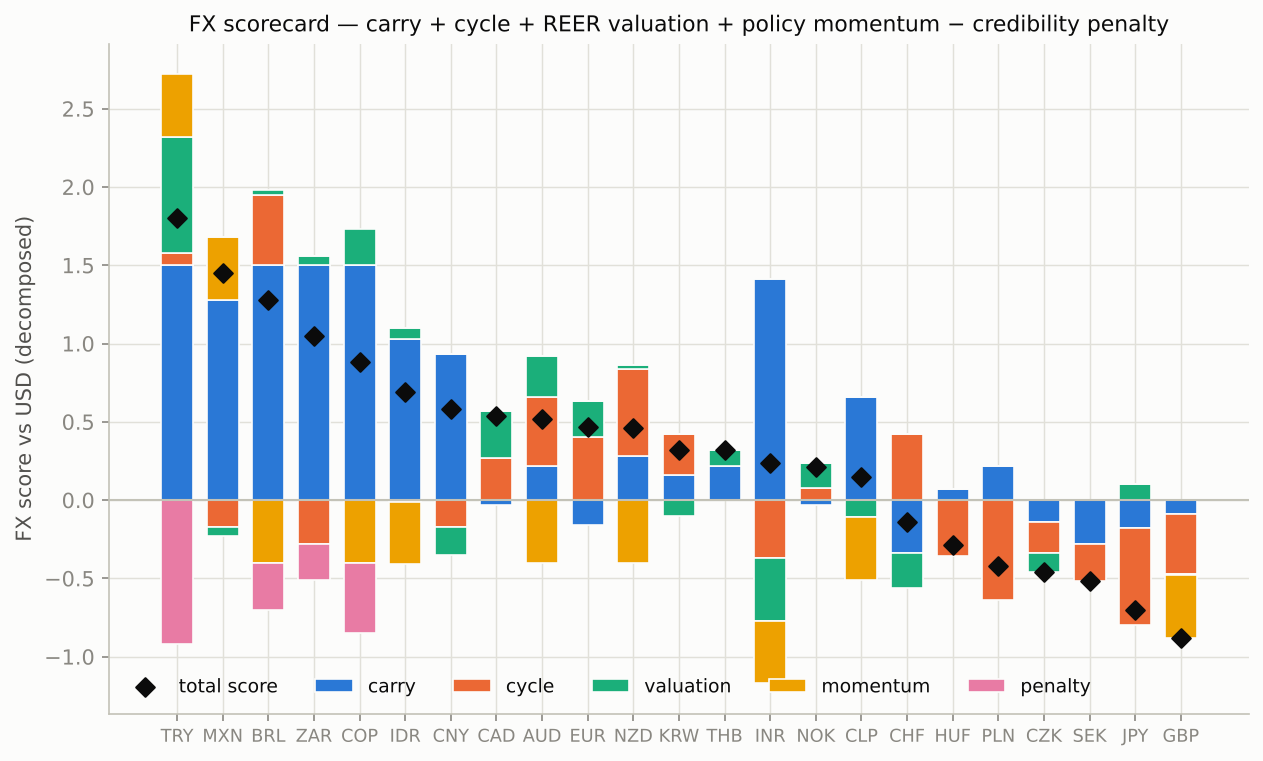 FX scorecard — carry + cycle + REER valuation + policy momentum − credibility penalty
FX score vs USD (decomposed)
2.5
2.0
1.5
1.0
0.5
0.0
−0.5
−1.0
total score carry cycle valuation momentum penalty
TRY MXN BRL ZAR COP IDR CNY CAD AUD EUR NZD KRW THB INR NOK CLP CHF HUF PLN CZK SEK JPY GBP